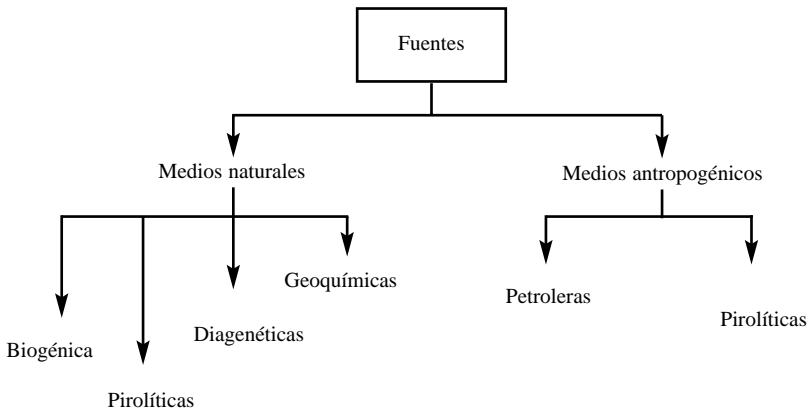 Fuentes
Medios naturales
Medios antropogénicos
Geoquímicas
Petroleras
Pirolíticas
Diagenéticas
Biogénica
Pirolíticas